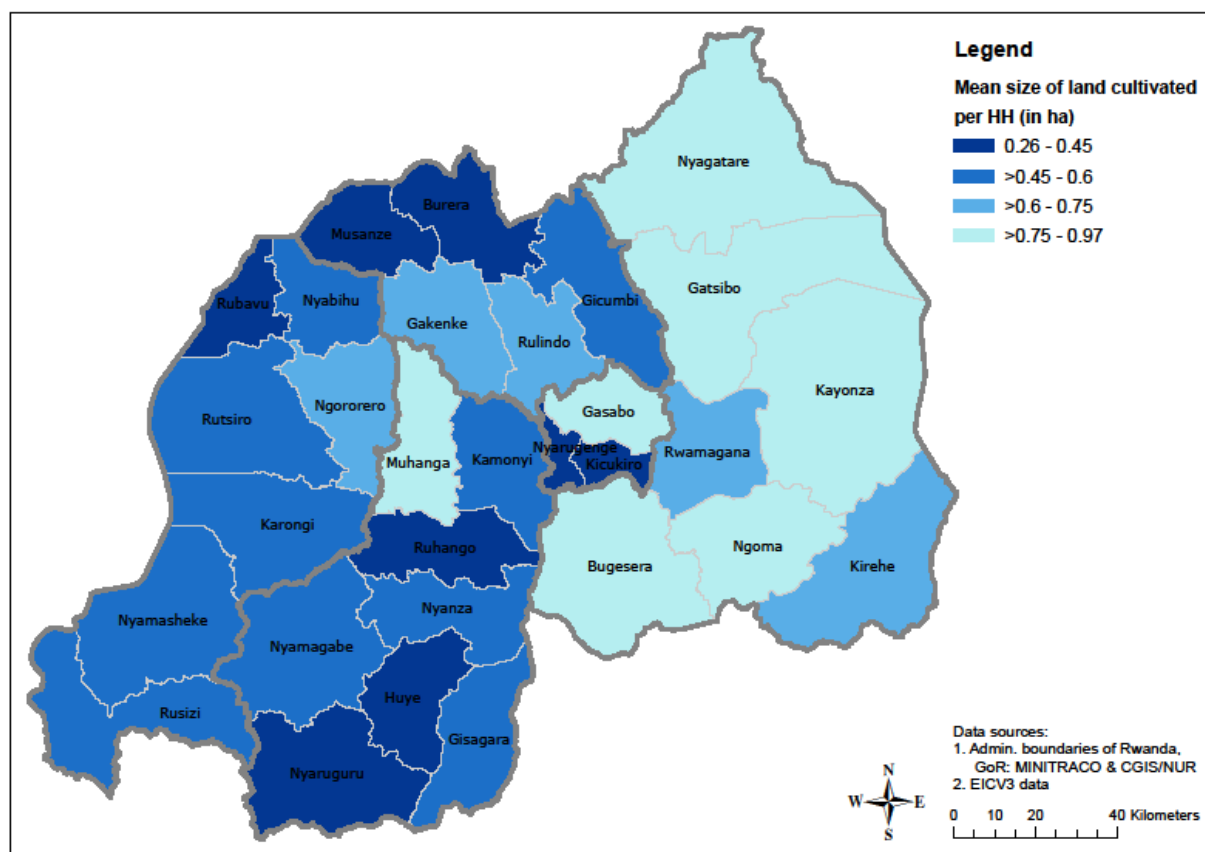 Legend
Mean size of land cultivated
per HH (in ha)
0.26 - 0.45
>0.45 - 0.6
>0.6 - 0.75
>0.75 - 0.97
Nyagatare
Burera
Musanze
Rubavu
Nyabihu
Gicumbi
Gatsibo
Gakenke
Rulindo
Kayonza
Ngororero
Rutsiro
Gasabo
Muhanga
Kamonyi
Nyarugenge
Kicukiro
Rwamagana
Karongi
Ruhango
Bugesera
Ngoma
Kirehe
Nyamasheke
Nyanza
Nyamagabe
Huye
Rusizi
Gisagara
Nyaruguru
Data sources:
1. Admin. boundaries of Rwanda,
GoR: MINITRACO & CGIS/NUR
2. EICV3 data
N
W E
S
0 10 20 40 Kilometers